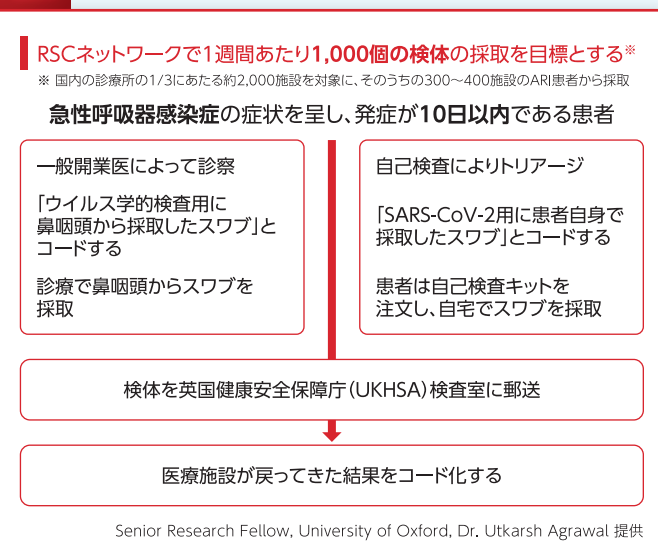 RSCネットワークで1週間あたり1,000個の検体の採取を目標とする※
※ 国内の診療所の1/3にあたる約2,000施設を対象に、そのうちの300～400施設のARI患者から採取
急性呼吸器感染症の症状を呈し、発症が10日以内である患者
一般開業医によって診察
「ウイルス学的検査用に
鼻咽頭から採取したスワブ」と
コードする
診療で鼻咽頭からスワブを
採取
自己検査によりトリアージ
「SARS-CoV-2用に患者自身で
採取したスワブ」とコードする
患者は自己検査キットを
注文し、自宅でスワブを採取
検体を英国健康安全保障庁（UKHSA）検査室に郵送
医療施設が戻ってきた結果をコード化する
Senior Research Fellow, University of Oxford, Dr. Utkarsh Agrawal 提供